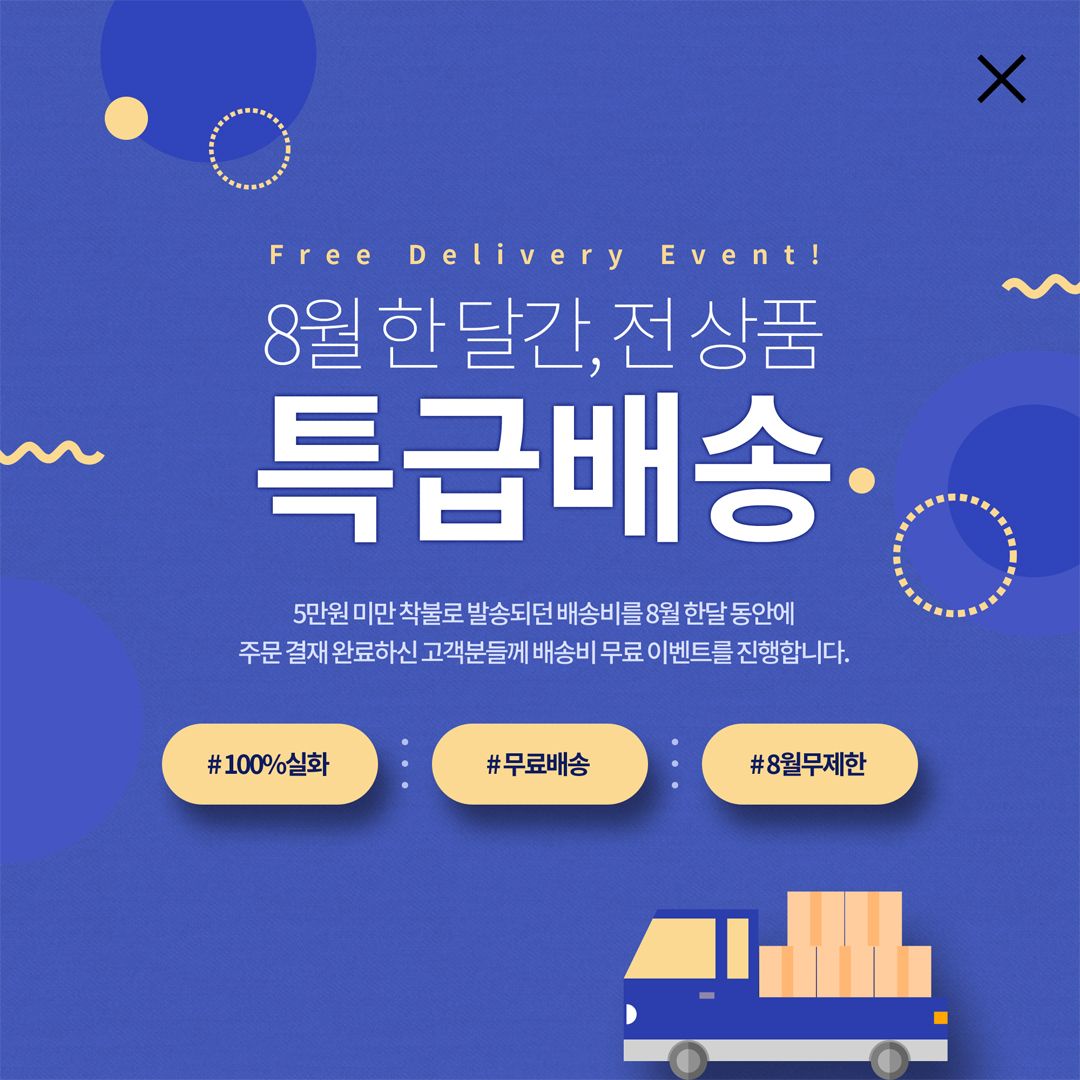 Free Delivery Event!
8월 한 달간, 전 상품
특급배송
5만원 미만 착불로 발송되던 배송비를 8월 한달 동안에
주문 결재 완료하신 고객분들께 배송비 무료 이벤트를 진행합니다.
# 100%실화
# 무료배송
# 8월무제한